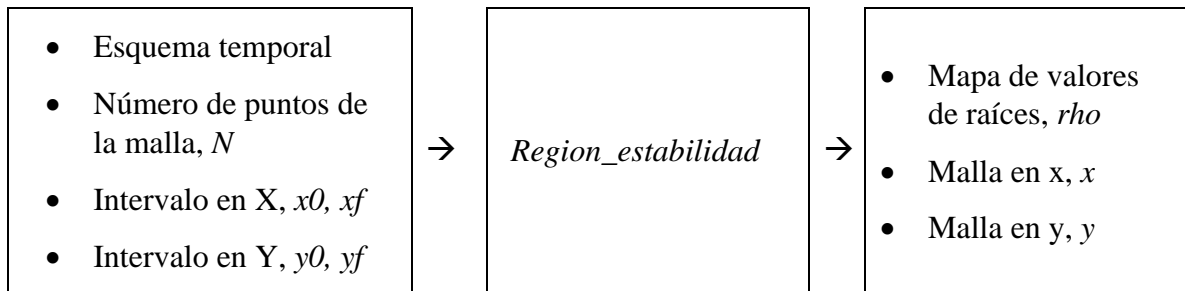 • Esquema temporal
• Número de puntos de
la malla, N
• Intervalo en X, x0, xf
• Intervalo en Y, y0, yf
→
Region_estabilidad
→
• Mapa de valores
de raíces, rho
• Malla en x, x
• Malla en y, y